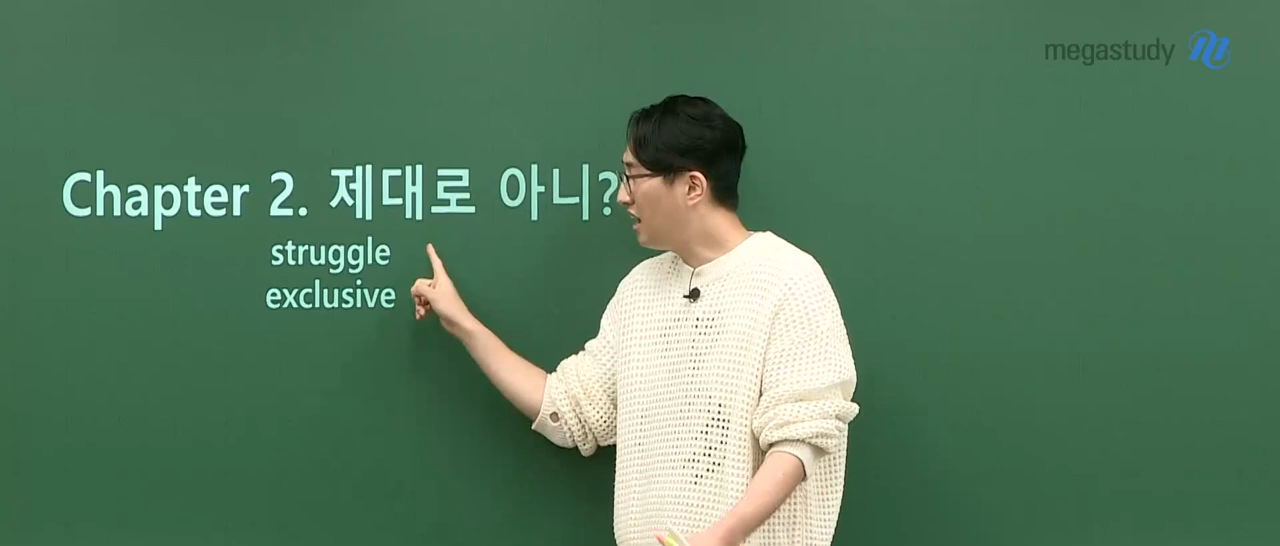 megastudy
Chapter 2. 제대로 아니?
struggle
exclusive